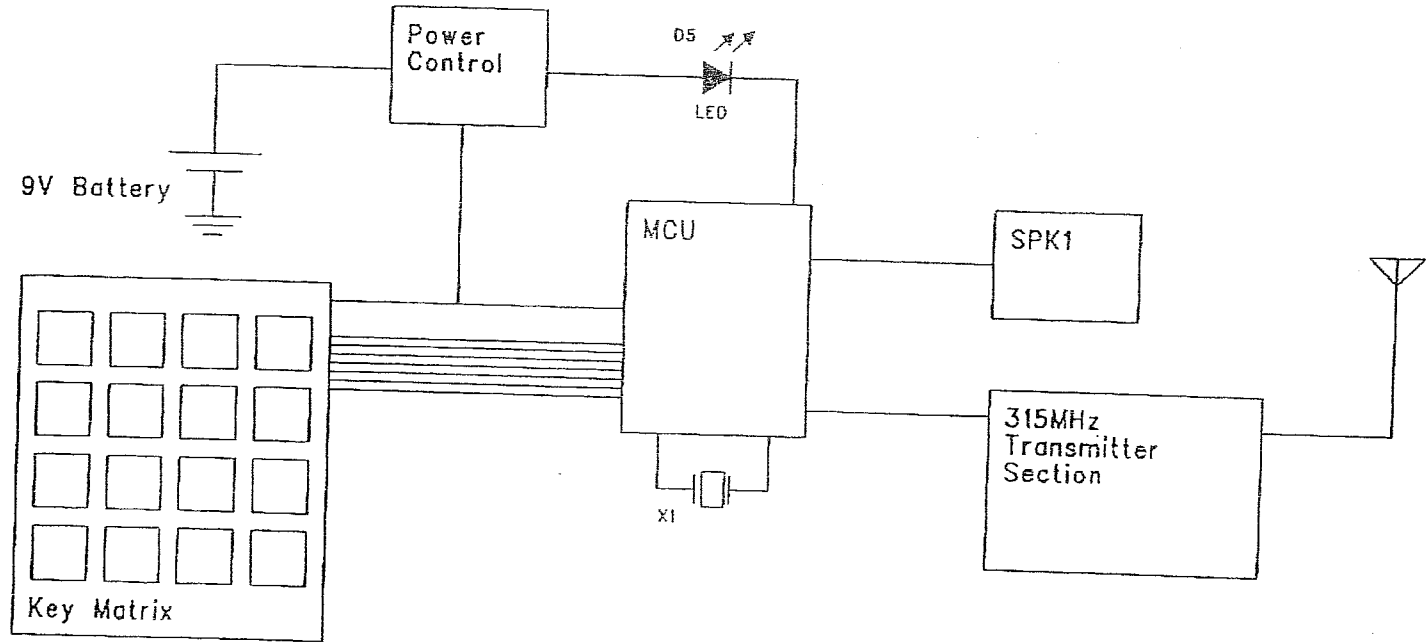 Power
Control
D5
LED
9V Battery
MCU
SPK1
315MHz
Transmitter
Section
X1
Key Matrix